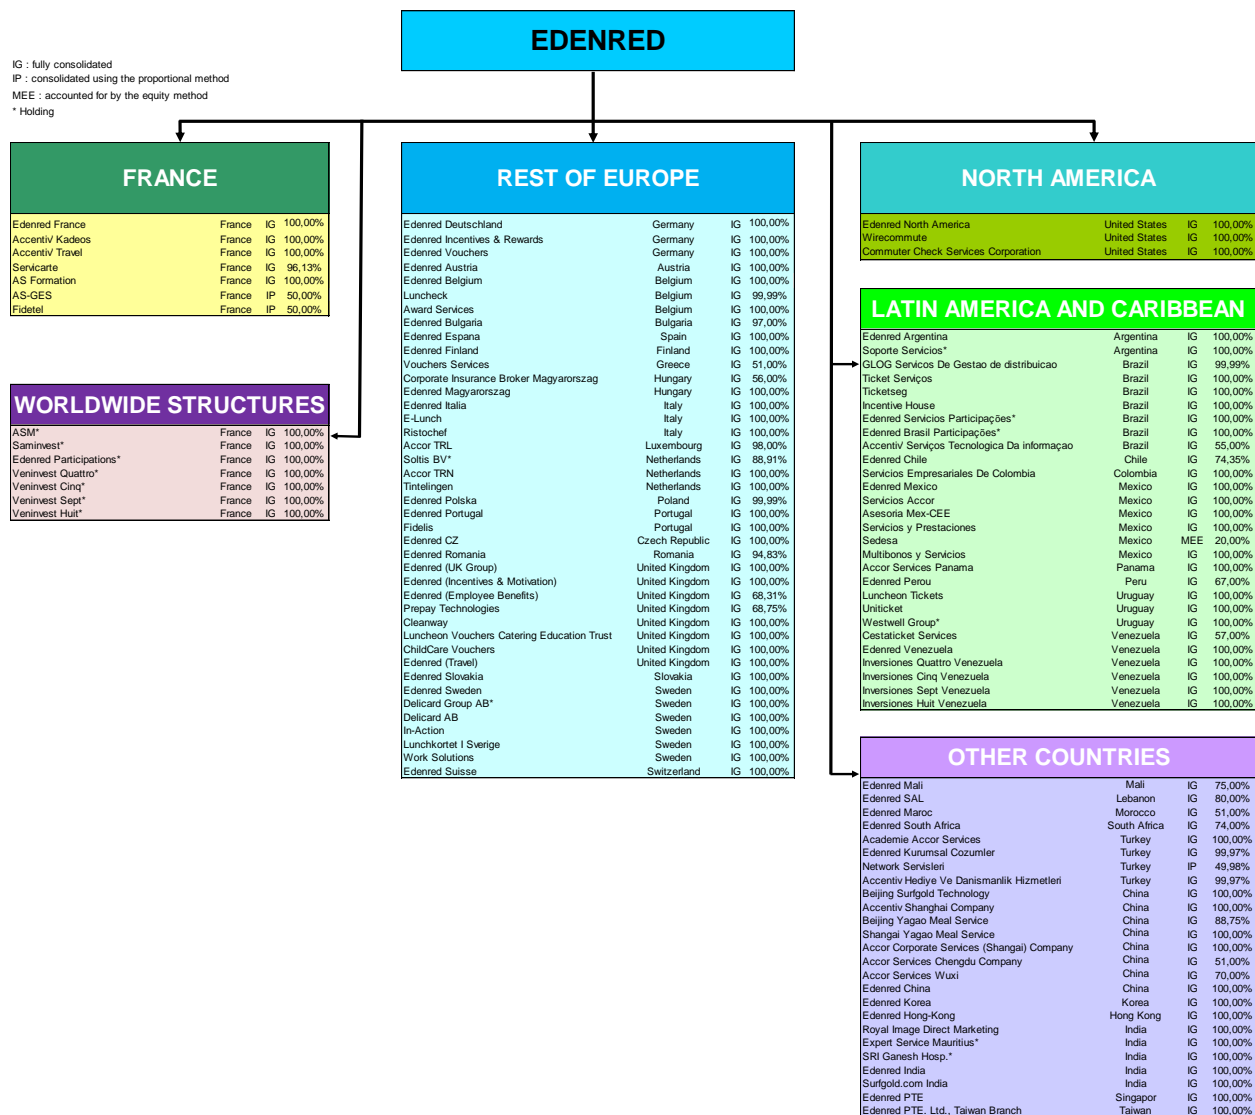 EDENRED
IG : fully consolidated
IP : consolidated using the proportional method
MEE : accounted for by the equity method
* Holding
FRANCE
Edenred France France IG 100,00%
Accentiv' Kadeos France IG 100,00%
Accentiv' Travel France IG 100,00%
Servicarte France IG 96,13%
AS Formation France IG 100,00%
AS-GES France IP 50,00%
Fidetel France IP 50,00%
WORLDWIDE STRUCTURES
ASM* France IG 100,00%
Saminvest* France IG 100,00%
Edenred Participations* France IG 100,00%
Veninvest Quattro* France IG 100,00%
Veninvest Cinq* France IG 100,00%
Veninvest Sept* France IG 100,00%
Veninvest Huit* France IG 100,00%
REST OF EUROPE
Edenred Deutschland Germany IG 100,00%
Edenred Incentives & Rewards Germany IG 100,00%
Edenred Vouchers Germany IG 100,00%
Edenred Austria Austria IG 100,00%
Edenred Belgium Belgium IG 100,00%
Luncheck Belgium IG 99,99%
Award Services Belgium IG 100,00%
Edenred Bulgaria Bulgaria IG 97,00%
Edenred Espana Spain IG 100,00%
Edenred Finland Finland IG 100,00%
Vouchers Services Greece IG 51,00%
Corporate Insurance Broker Magyarorszag Hungary IG 56,00%
Edenred Magyarorszag Hungary IG 100,00%
Edenred Italia Italy IG 100,00%
E-Lunch Italy IG 100,00%
Ristochef Italy IG 100,00%
Accor TRL Luxembourg IG 98,00%
Soltis BV* Netherlands IG 88,91%
Accor TRN Netherlands IG 100,00%
Tintelingen Netherlands IG 100,00%
Edenred Polska Poland IG 99,99%
Edenred Portugal Portugal IG 100,00%
Fidelis Portugal IG 100,00%
Edenred CZ Czech Republic IG 100,00%
Edenred Romania Romania IG 94,83%
Edenred (UK Group) United Kingdom IG 100,00%
Edenred (Incentives & Motivation) United Kingdom IG 100,00%
Edenred (Employee Benefits) United Kingdom IG 68,31%
Prepay Technologies United Kingdom IG 68,75%
Cleanway United Kingdom IG 100,00%
Luncheon Vouchers Catering Education Trust United Kingdom IG 100,00%
ChildCare Vouchers United Kingdom IG 100,00%
Edenred (Travel) United Kingdom IG 100,00%
Edenred Slovakia Slovakia IG 100,00%
Edenred Sweden Sweden IG 100,00%
Delicard Group AB* Sweden IG 100,00%
Delicard AB Sweden IG 100,00%
In-Action Sweden IG 100,00%
Lunchkortet I Sverige Sweden IG 100,00%
Work Solutions Sweden IG 100,00%
Edenred Suisse Switzerland IG 100,00%
NORTH AMERICA
Edenred North America United States IG 100,00%
Wirecommute United States IG 100,00%
Commuter Check Services Corporation United States IG 100,00%
LATIN AMERICA AND CARIBBEAN
Edenred Argentina Argentina IG 100,00%
Soporte Servicios* Argentina IG 100,00%
GLOG Servicos De Gestao de distribuicao Brazil IG 99,99%
Ticket Serviços Brazil IG 100,00%
Ticketseg Brazil IG 100,00%
Incentive House Brazil IG 100,00%
Edenred Servicios Participações* Brazil IG 100,00%
Edenred Brasil Participações* Brazil IG 100,00%
Accentiv' Serviços Tecnologica Da informaçao Brazil IG 55,00%
Edenred Chile Chile IG 74,35%
Servicios Empresariales De Colombia Colombia IG 100,00%
Edenred Mexico Mexico IG 100,00%
Servicios Accor Mexico IG 100,00%
Asesoria Mex-CEE Mexico IG 100,00%
Servicios y Prestaciones Mexico IG 100,00%
Sedesa Mexico MEE 20,00%
Multibonos y Servicios Mexico IG 100,00%
Accor Services Panama Panama IG 100,00%
Edenred Perou Peru IG 67,00%
Luncheon Tickets Uruguay IG 100,00%
Uniticket Uruguay IG 100,00%
Westwell Group* Uruguay IG 100,00%
Cestaticket Services Venezuela IG 57,00%
Edenred Venezuela Venezuela IG 100,00%
Inversiones Quattro Venezuela Venezuela IG 100,00%
Inversiones Cinq Venezuela Venezuela IG 100,00%
Inversiones Sept Venezuela Venezuela IG 100,00%
Inversiones Huit Venezuela Venezuela IG 100,00%
OTHER COUNTRIES
Edenred Mali Mali IG 75,00%
Edenred SAL Lebanon IG 80,00%
Edenred Maroc Morocco IG 51,00%
Edenred South Africa South Africa IG 74,00%
Academie Accor Services Turkey IG 100,00%
Edenred Kurumsal Cozumler Turkey IG 99,97%
Network Servisleri Turkey IP 49,98%
Accentiv Hediye Ve Danismanlik Hizmetleri Turkey IG 99,97%
Beijing Surfgold Technology China IG 100,00%
Accentiv Shanghai Company China IG 100,00%
Beijing Yagao Meal Service China IG 88,75%
Shangai Yagao Meal Service China IG 100,00%
Accor Corporate Services (Shangai) Company China IG 100,00%
Accor Services Chengdu Company China IG 51,00%
Accor Services Wuxi China IG 70,00%
Edenred China China IG 100,00%
Edenred Korea Korea IG 100,00%
Edenred Hong-Kong Hong Kong IG 100,00%
Royal Image Direct Marketing India IG 100,00%
Expert Service Mauritius* India IG 100,00%
SRI Ganesh Hosp.* India IG 100,00%
Edenred India India IG 100,00%
Surfgold.com India India IG 100,00%
Edenred PTE Singapor IG 100,00%
Edenred PTE. Ltd., Taiwan Branch Taiwan IG 100,00%